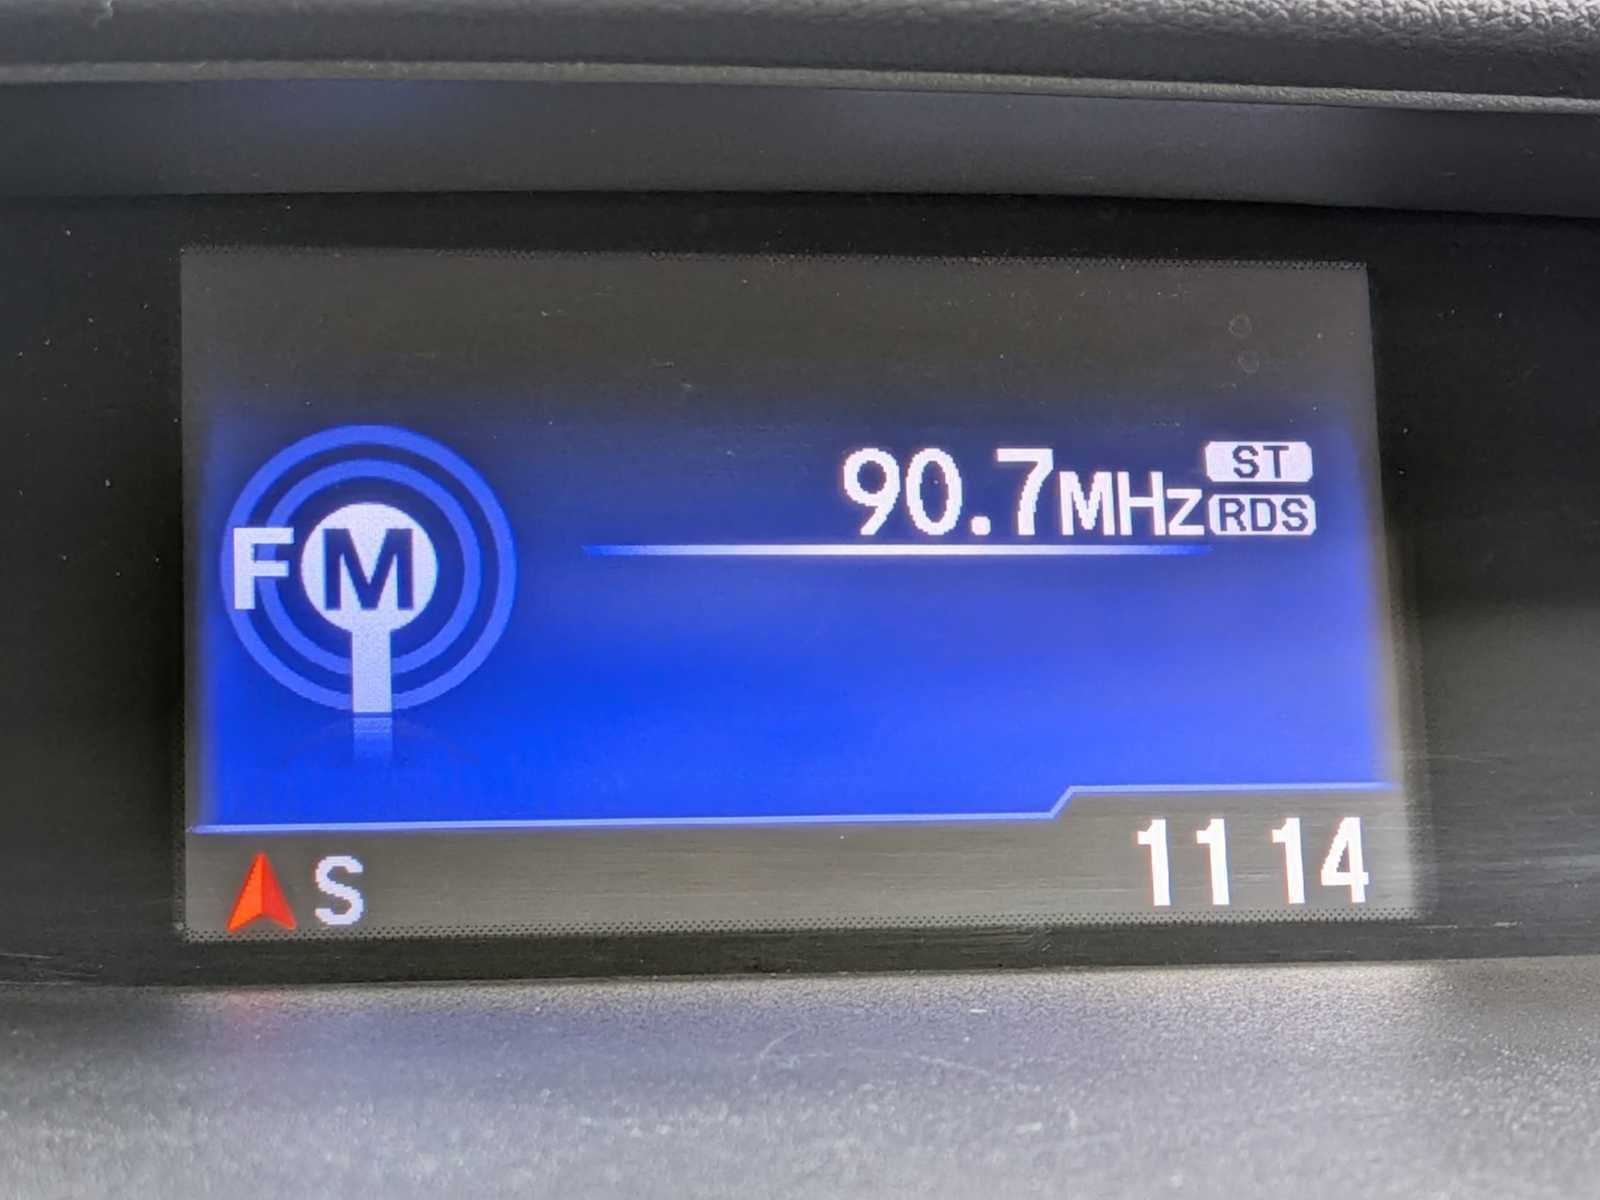 90.7MHz ST
RDS
FM
S 11 14